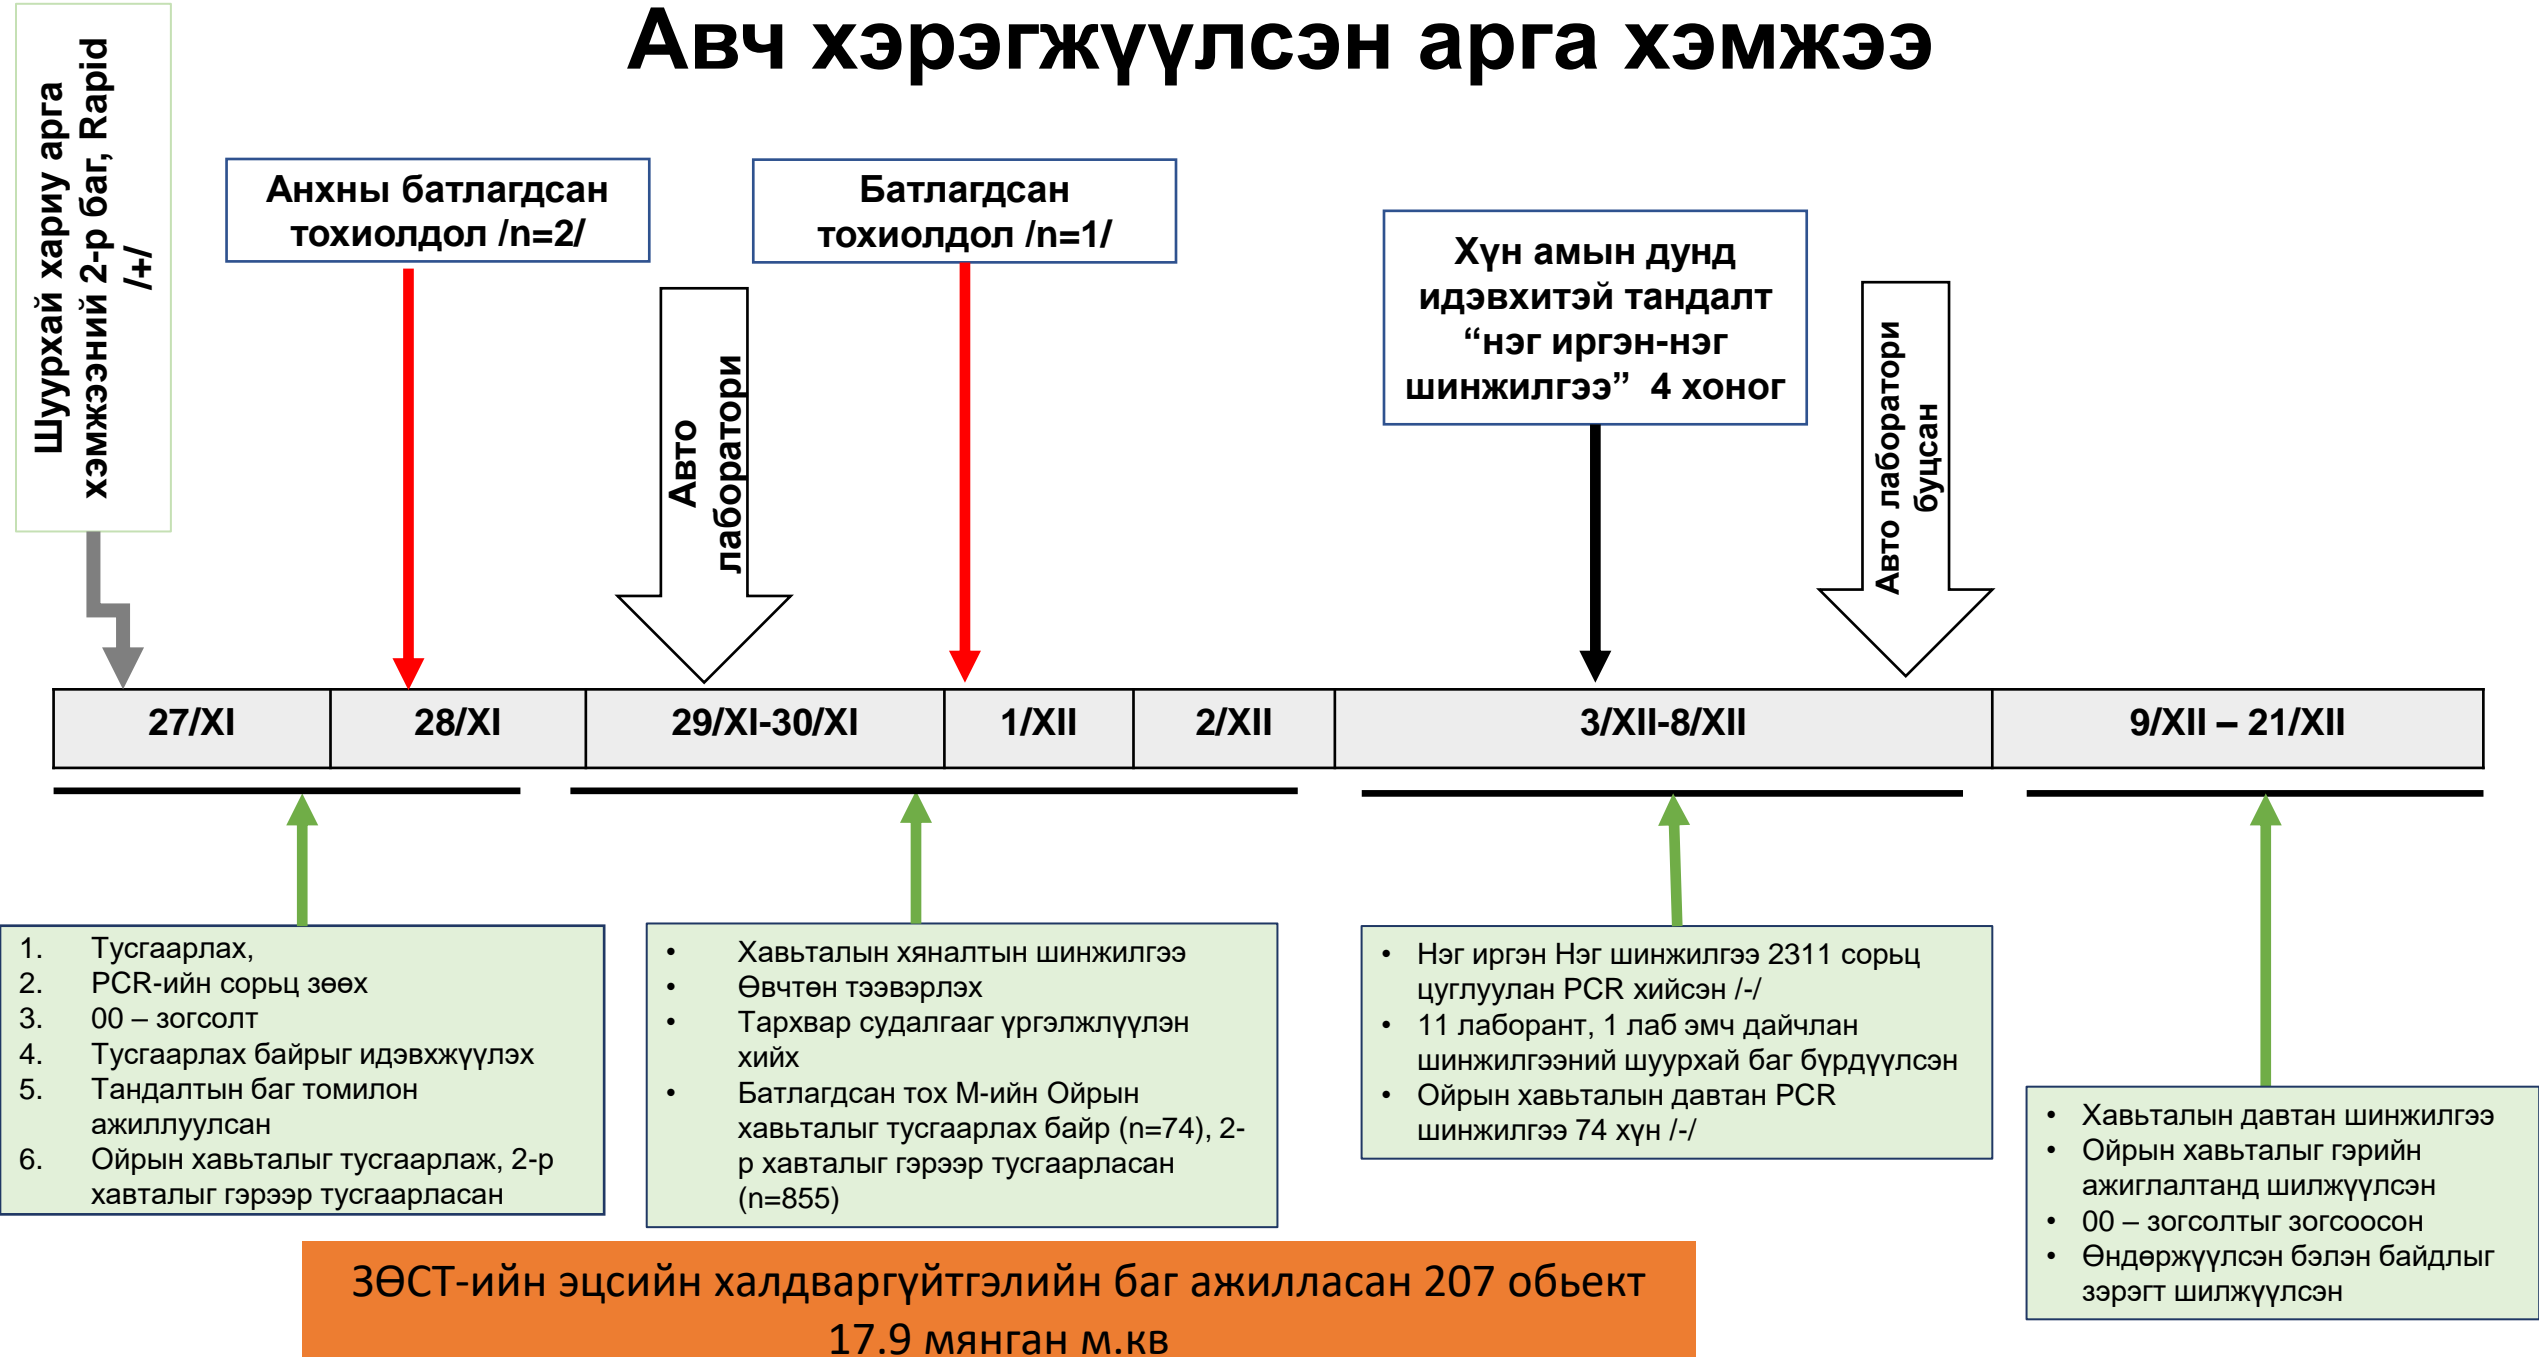 Авч хэрэгжүүлсэн арга хэмжээ
Шуурхай хариу арга
хэмжээний 2-р баг, Rapid
/+/
Анхны батлагдсан
тохиолдол /n=2/
Авто
лаборатори
Батлагдсан
тохиолдол /n=1/
Хүн амын дунд
идэвхитэй тандалт
“нэг иргэн-нэг
шинжилгээ” 4 хоног
Авто лаборатори
буцсан
27/XI
28/XI
29/XI-30/XI
1/XII
2/XII
3/XII-8/XII
9/XII – 21/XII
1. Тусгаарлах,
2. PCR-ийн сорьц зөөх
3. 00 – зогсолт
4. Тусгаарлах байрыг идэвхжүүлэх
5. Тандалтын баг томилон
ажиллуулсан
6. Ойрын хавьталыг тусгаарлаж, 2-р
хавталыг гэрээр тусгаарласан
• Хавьталын хяналтын шинжилгээ
• Өвчтөн тээвэрлэх
• Тархвар судалгааг үргэлжлүүлэн
хийх
• Батлагдсан тох М-ийн Ойрын
хавьталыг тусгаарлах байр (n=74), 2-
р хавталыг гэрээр тусгаарласан
(n=855)
• Нэг иргэн Нэг шинжилгээ 2311 сорьц
цуглуулан PCR хийсэн /-/
• 11 лаборант, 1 лаб эмч дайчлан
шинжилгээний шуурхай баг бүрдүүлсэн
• Ойрын хавьталын давтан PCR
шинжилгээ 74 хүн /-/
• Хавьталын давтан шинжилгээ
• Ойрын хавьталыг гэрийн
ажиглалтанд шилжүүлсэн
• 00 – зогсолтыг зогсоосон
• Өндөржүүлсэн бэлэн байдлыг
зэрэгт шилжүүлсэн
ЗӨСТ-ийн эцсийн халдваргүйтгэлийн баг ажилласан 207 обьект
17.9 мянган м.кв